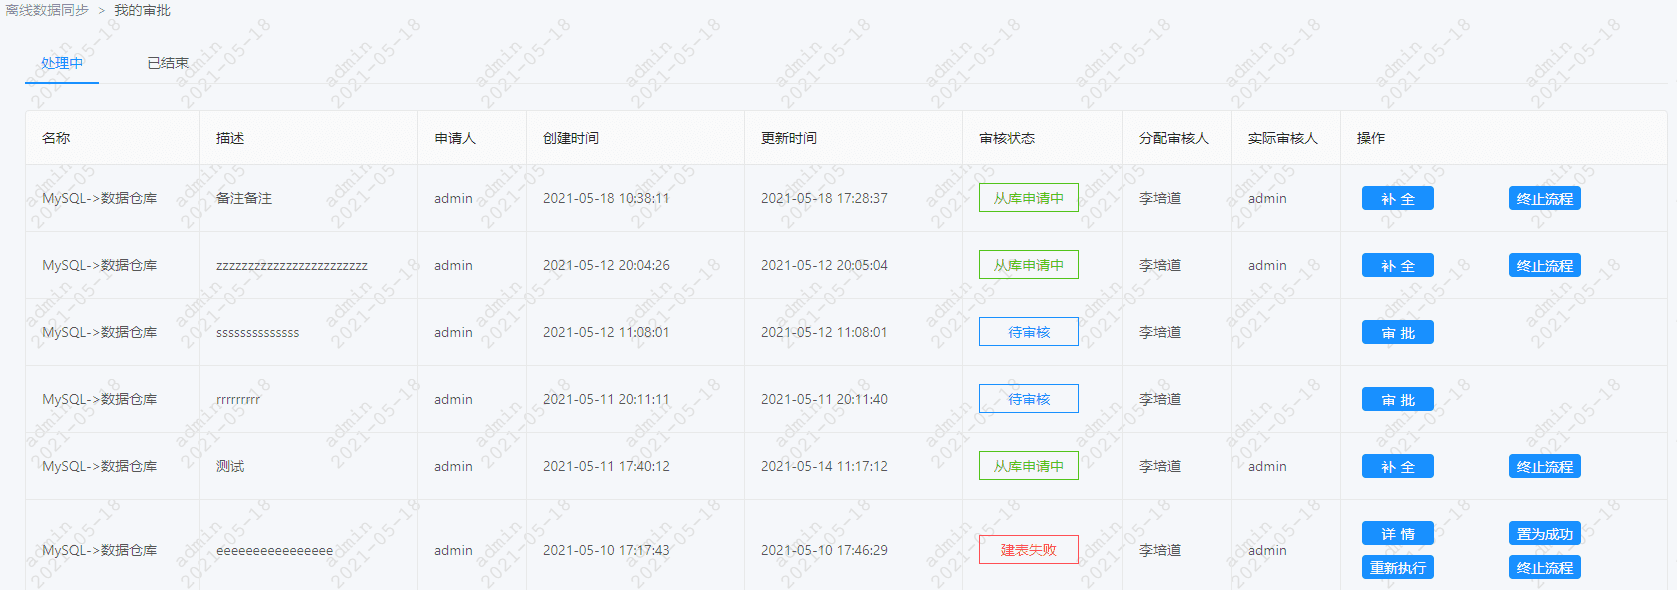 离线数据同步 > 我的审批
处理中 已结束
名称 描述 申请人 创建时间 更新时间 审核状态 分配审核人 实际审核人 操作
MySQL->数据仓库 备注备注 admin 2021-05-18 10:38:11 2021-05-18 17:28:37 从库申请中 李培道 admin 补 全 终止流程
MySQL->数据仓库 zzzzzzzzzzzzzzzzzzzzzzzz admin 2021-05-12 20:04:26 2021-05-12 20:05:04 从库申请中 李培道 admin 补 全 终止流程
MySQL->数据仓库 ssssssssssssss admin 2021-05-12 11:08:01 2021-05-12 11:08:01 待审核 李培道 审 批
MySQL->数据仓库 rrrrrrrrr admin 2021-05-11 20:11:11 2021-05-11 20:11:40 待审核 李培道 审 批
MySQL->数据仓库 测试 admin 2021-05-11 17:40:12 2021-05-14 11:17:12 从库申请中 李培道 admin 补 全 终止流程
MySQL->数据仓库 eeeeeeeeeeeeeeee admin 2021-05-10 17:17:43 2021-05-10 17:46:29 建表失败 李培道 admin 详 情 置为成功
重新执行 终止流程
admin
2021-05-18